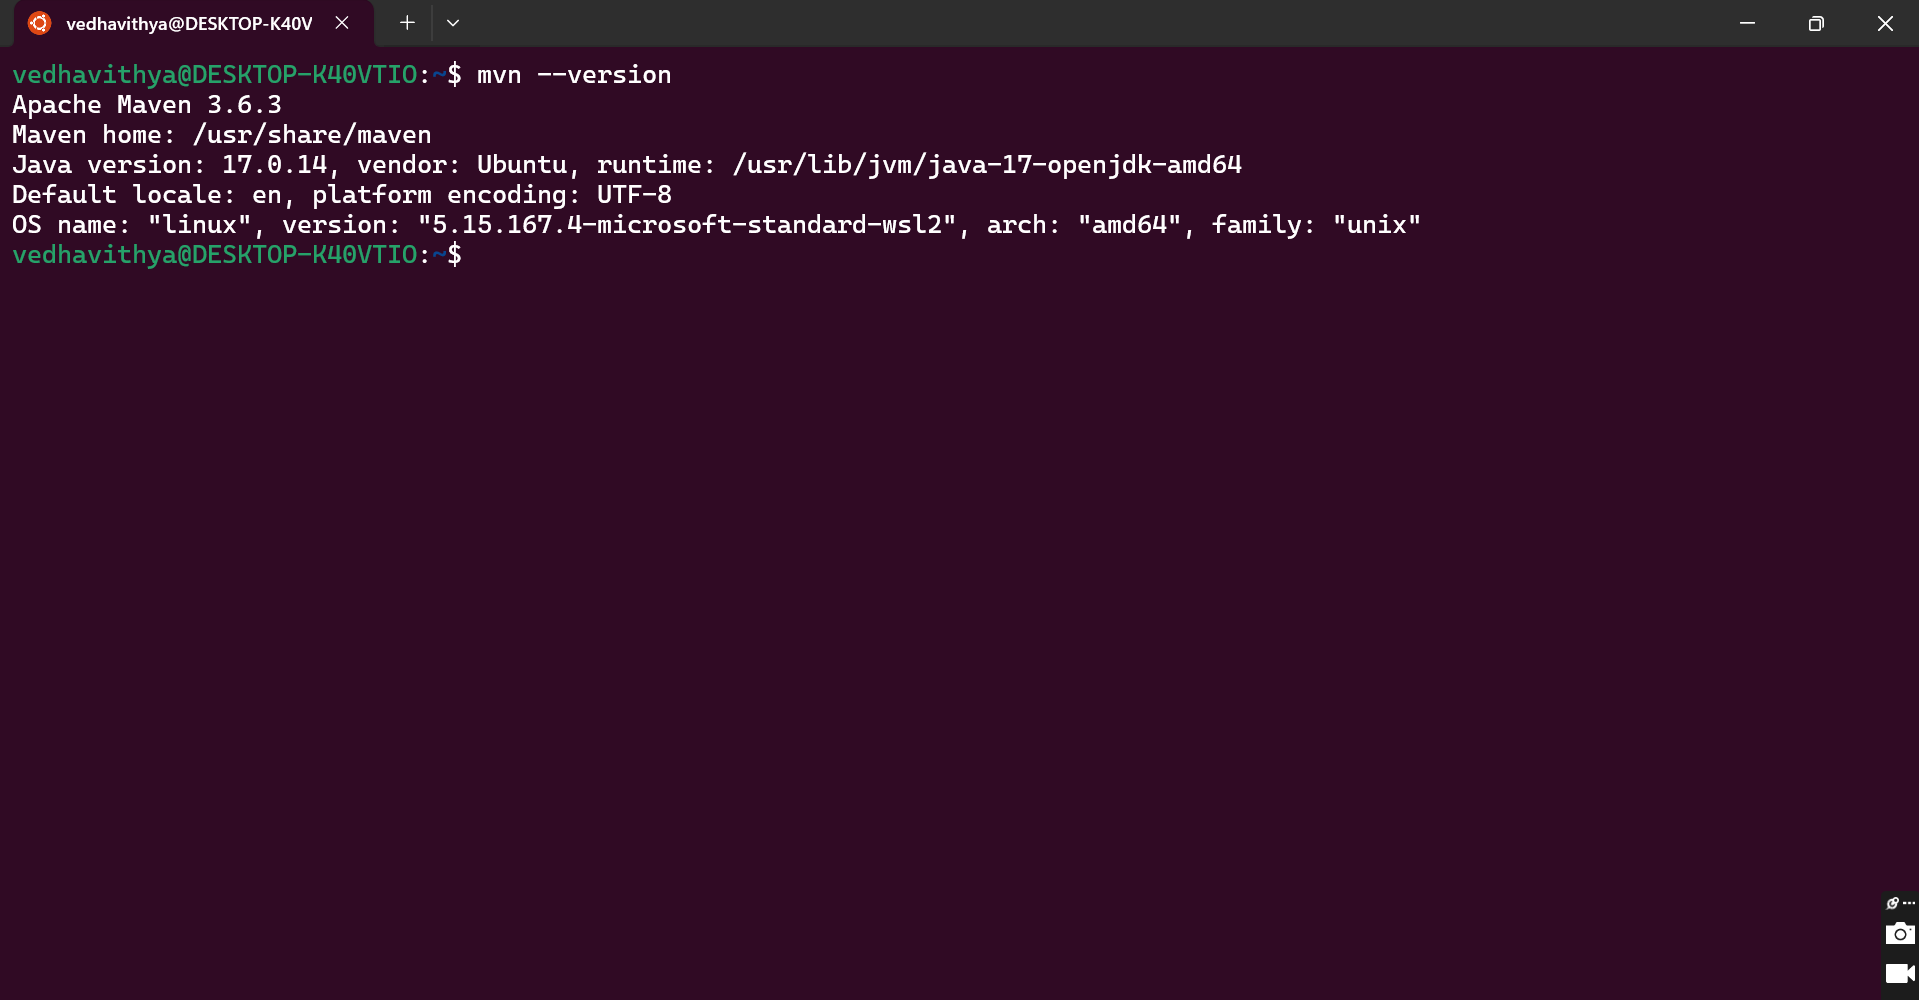 vedhavithya@DESKTOP-K40V
vedhavithya@DESKTOP-K40VTIO:~$ mvn --version
Apache Maven 3.6.3
Maven home: /usr/share/maven
Java version: 17.0.14, vendor: Ubuntu, runtime: /usr/lib/jvm/java-17-openjdk-amd64
Default locale: en, platform encoding: UTF-8
OS name: "linux", version: "5.15.167.4-microsoft-standard-wsl2", arch: "amd64", family: "unix"
vedhavithya@DESKTOP-K40VTIO:~$